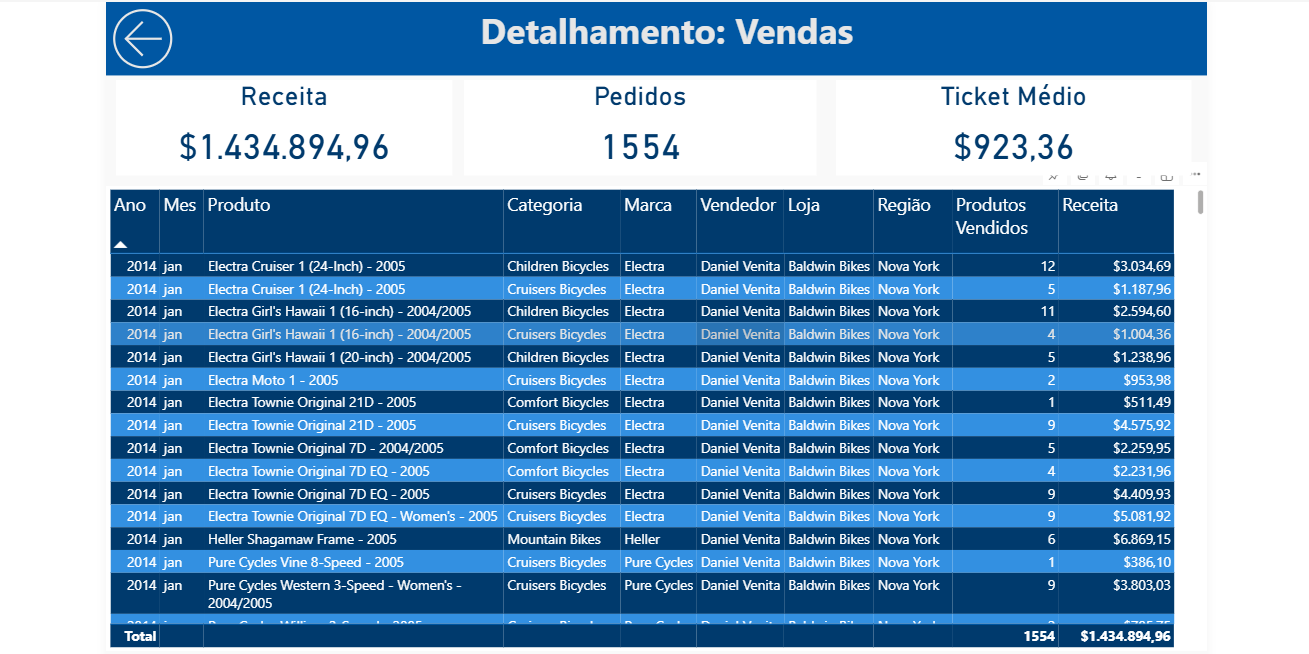 Detalhamento: Vendas
Receita Pedidos Ticket Médio
$1.434.894,96 1554 $923,36
Ano Mes Produto Categoria Marca Vendedor Loja Região Produtos Vendidos Receita
2014 jan Electra Cruiser 1 (24-Inch) - 2005 Children Bicycles Electra Daniel Venita Baldwin Bikes Nova York 12 $3.034,69
2014 jan Electra Cruiser 1 (24-Inch) - 2005 Cruisers Bicycles Electra Daniel Venita Baldwin Bikes Nova York 5 $1.187,96
2014 jan Electra Girl's Hawaii 1 (16-inch) - 2004/2005 Children Bicycles Electra Daniel Venita Baldwin Bikes Nova York 11 $2.594,60
2014 jan Electra Girl's Hawaii 1 (16-inch) - 2004/2005 Cruisers Bicycles Electra Daniel Venita Baldwin Bikes Nova York 4 $1.004,36
2014 jan Electra Girl's Hawaii 1 (20-inch) - 2004/2005 Children Bicycles Electra Daniel Venita Baldwin Bikes Nova York 5 $1.238,96
2014 jan Electra Moto 1 - 2005 Cruisers Bicycles Electra Daniel Venita Baldwin Bikes Nova York 2 $953,98
2014 jan Electra Townie Original 21D - 2005 Comfort Bicycles Electra Daniel Venita Baldwin Bikes Nova York 1 $511,49
2014 jan Electra Townie Original 21D - 2005 Cruisers Bicycles Electra Daniel Venita Baldwin Bikes Nova York 9 $4.575,92
2014 jan Electra Townie Original 7D - 2004/2005 Comfort Bicycles Electra Daniel Venita Baldwin Bikes Nova York 5 $2.259,95
2014 jan Electra Townie Original 7D EQ - 2005 Comfort Bicycles Electra Daniel Venita Baldwin Bikes Nova York 4 $2.231,96
2014 jan Electra Townie Original 7D EQ - 2005 Cruisers Bicycles Electra Daniel Venita Baldwin Bikes Nova York 9 $4.409,93
2014 jan Electra Townie Original 7D EQ - Women's - 2005 Cruisers Bicycles Electra Daniel Venita Baldwin Bikes Nova York 9 $5.081,92
2014 jan Heller Shagamaw Frame - 2005 Mountain Bikes Heller Daniel Venita Baldwin Bikes Nova York 6 $6.869,15
2014 jan Pure Cycles Vine 8-Speed - 2005 Cruisers Bicycles Pure Cycles Daniel Venita Baldwin Bikes Nova York 1 $386,10
2014 jan Pure Cycles Western 3-Speed - Women's - 2004/2005 Cruisers Bicycles Pure Cycles Daniel Venita Baldwin Bikes Nova York 9 $3.803,03
Total 1554 $1.434.894,96